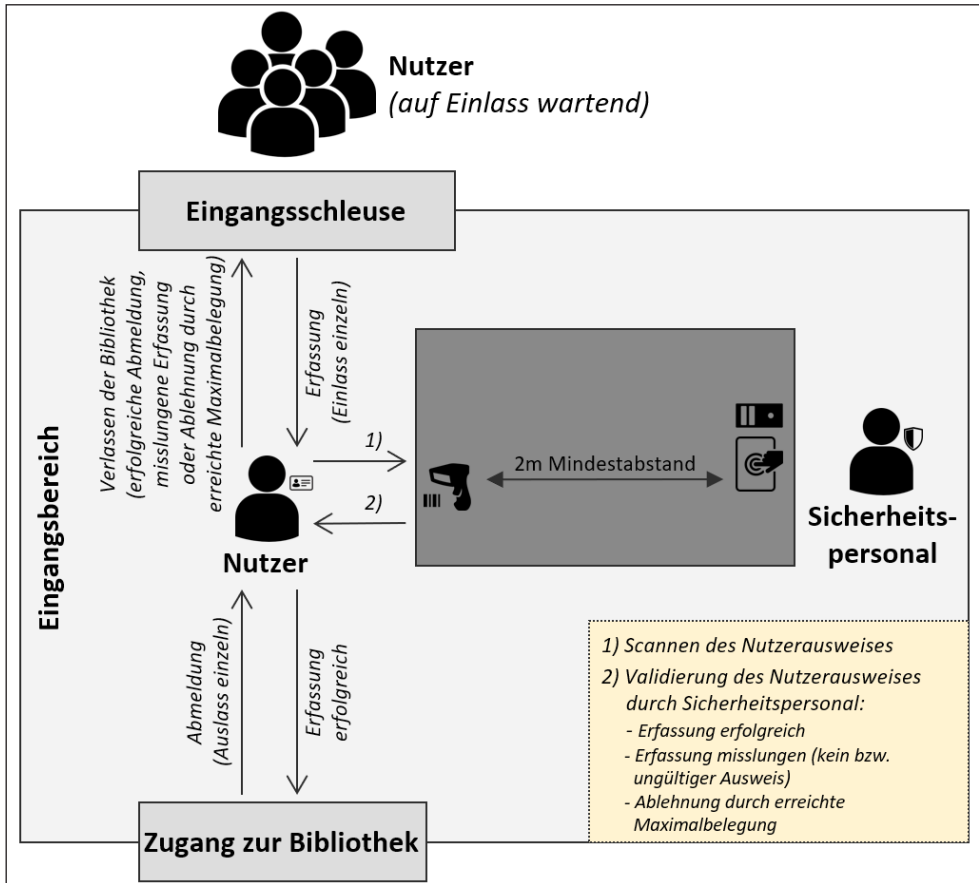 Nutzer
(auf Einlass wartend)
Eingangsschleuse
Eingangsbereich
Verlassen der Bibliothek
(erfolgreiche Abmeldung,
misslungene Erfassung
oder Ablehnung durch
erreichte Maximalbelegung)
Erfassung
(Einlass einzeln)
1)
2)
2m Mindestabstand
Nutzer
Sicherheits-
personal
Abmeldung
(Auslass einzeln)
Erfassung
erfolgreich
1) Scannen des Nutzerausweises
2) Validierung des Nutzerausweises
durch Sicherheitspersonal:
- Erfassung erfolgreich
- Erfassung misslungen (kein bzw.
ungültiger Ausweis)
- Ablehnung durch erreichte
Maximalbelegung
Zugang zur Bibliothek